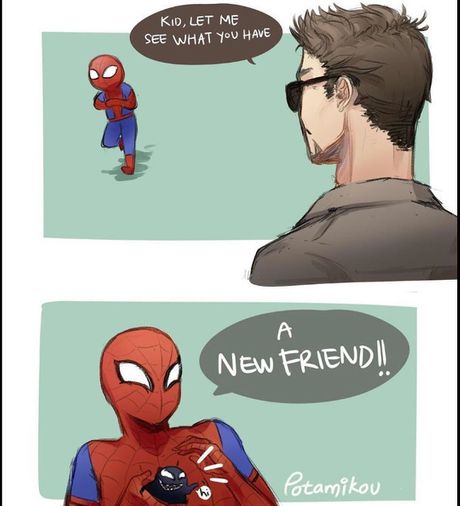 KID, LET ME
SEE WHAT YOU HAVE
A
NEW FRIEND!!
hi
Potamikou